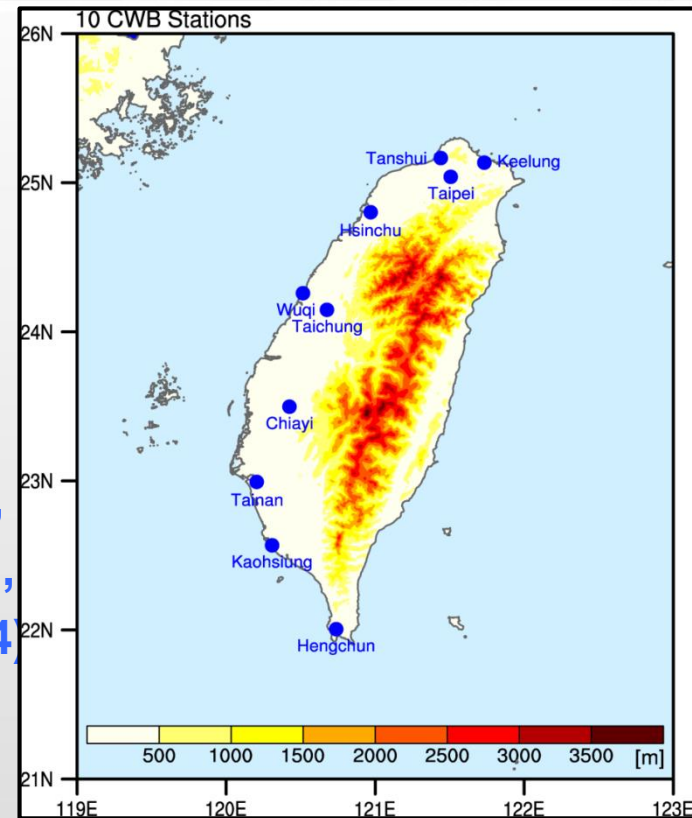 10 CWB Stations
26N
Tanshui
Keelung
25N
Taipei
Hsinchu
Wuqi
24N
Taichung
Chiayi
23N
Tainan
,
Kaohsiung
,
22N
4)
Hengchun
500 1000 1500 2000 2500 3000 3500 [m]
21N
119E 120E 121E 122E 123E